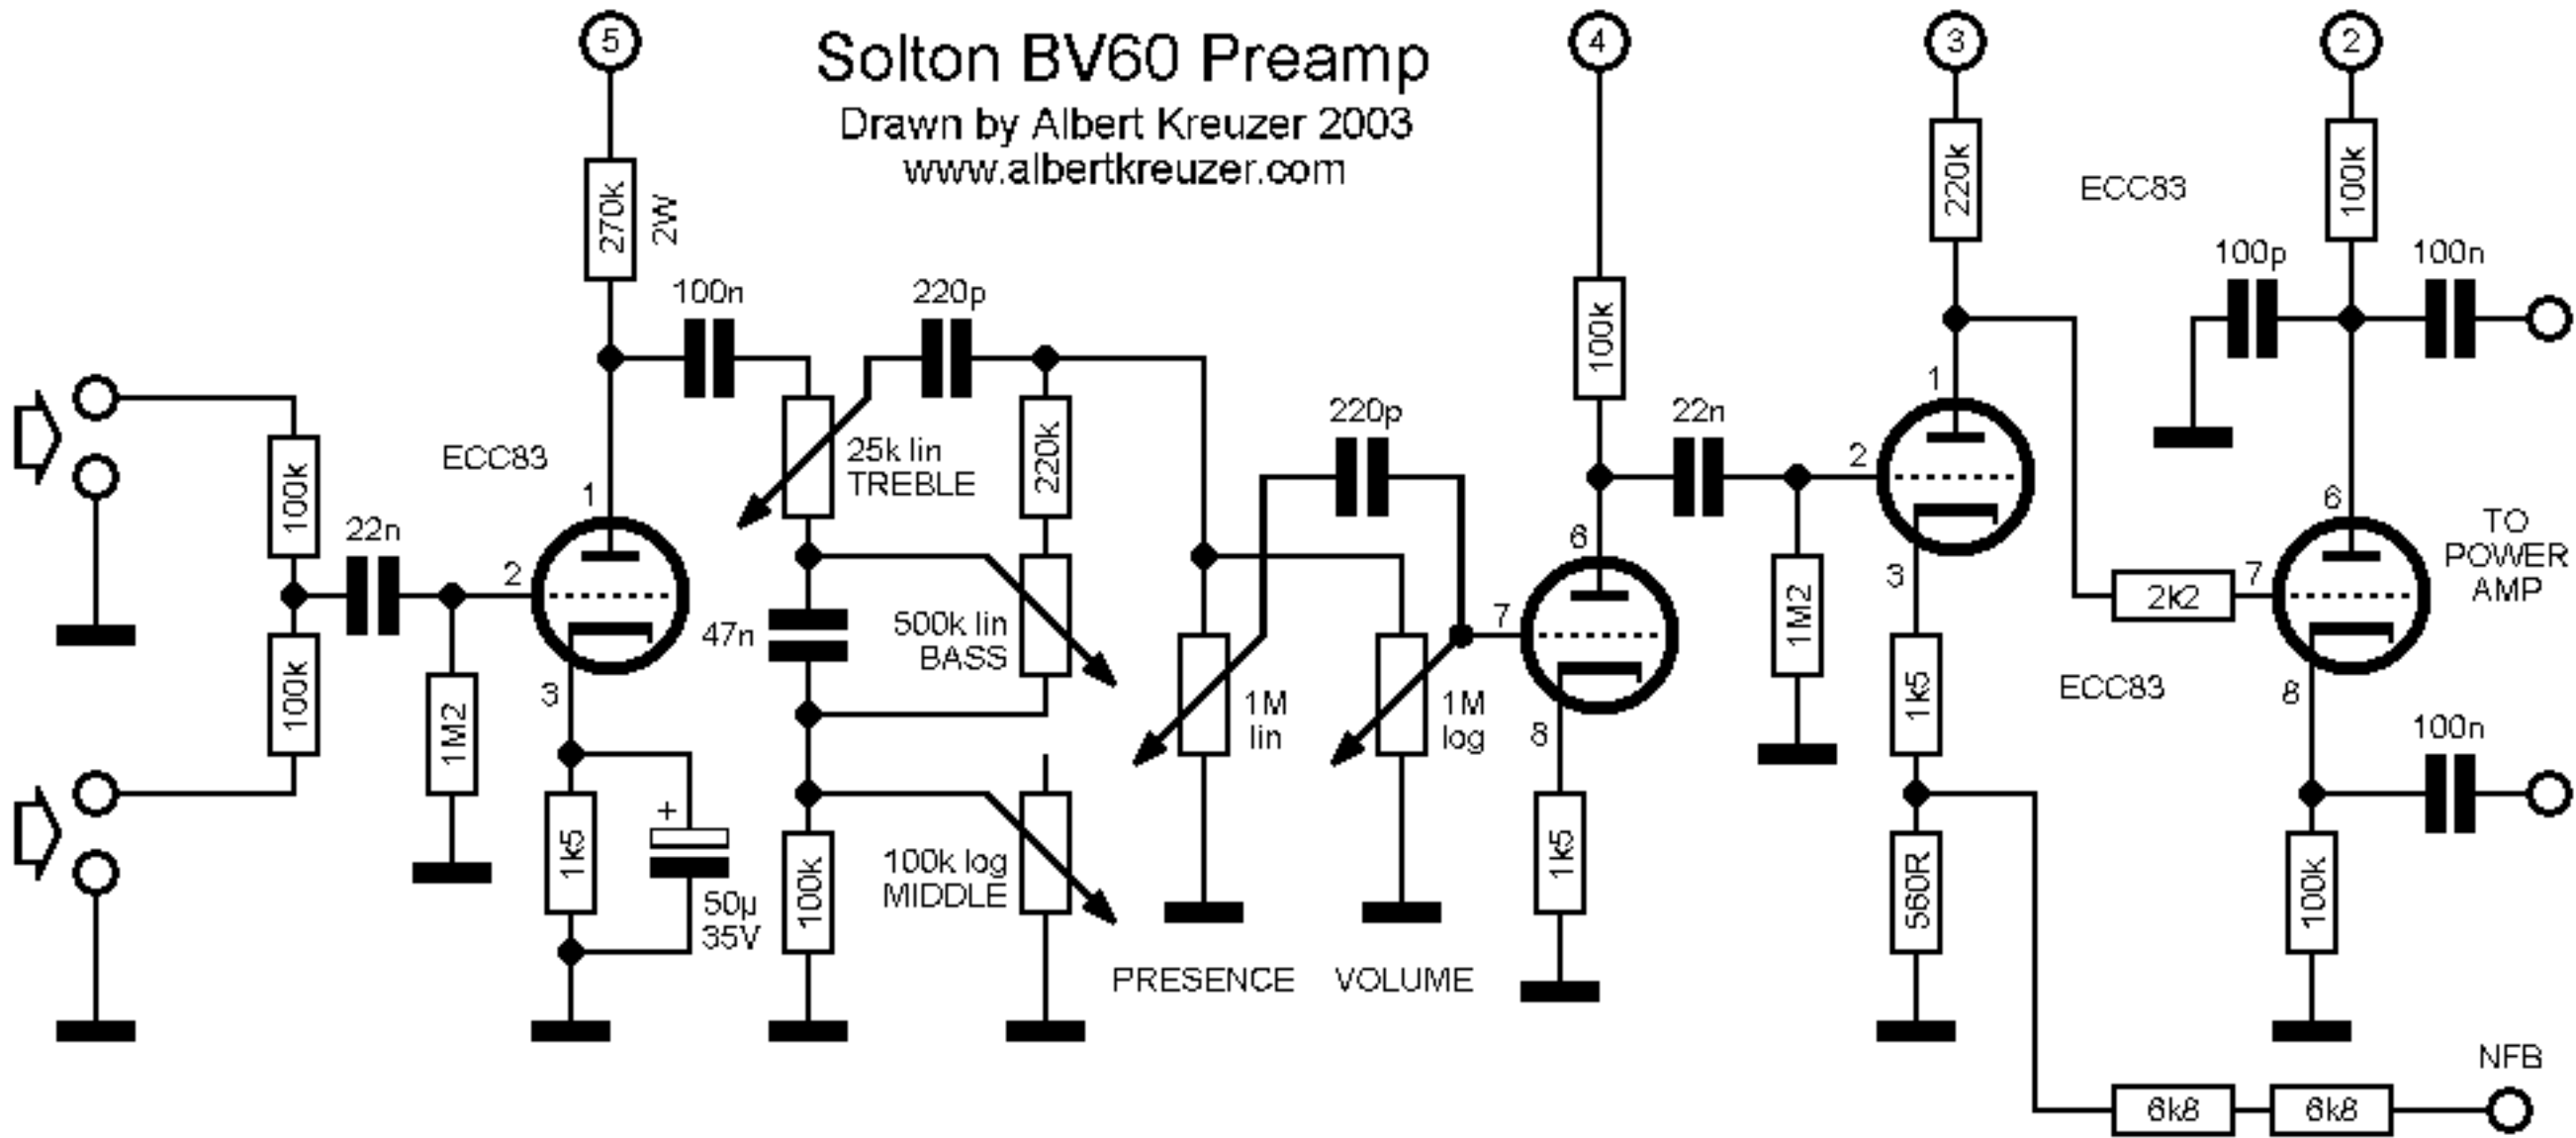 5
Solton BV60 Preamp
Drawn by Albert Kreuzer 2003
www.albertkreuzer.com
4
3
2
270k
2W
100n
220p
100k
220k
ECC83
100k
100p
100n
100k
ECC83
22n
1
2
3
1M2
1k5
+
50µ
35V
100k
25k lin
TREBLE
220k
47n
500k lin
BASS
100k
100k log
MIDDLE
220p
1M
lin
1M
log
PRESENCE
VOLUME
6
7
8
1k5
22n
1M2
1
2
3
1k5
560R
ECC83
2k2
6
7
8
TO
POWER
AMP
100n
100k
NFB
6k8
6k8